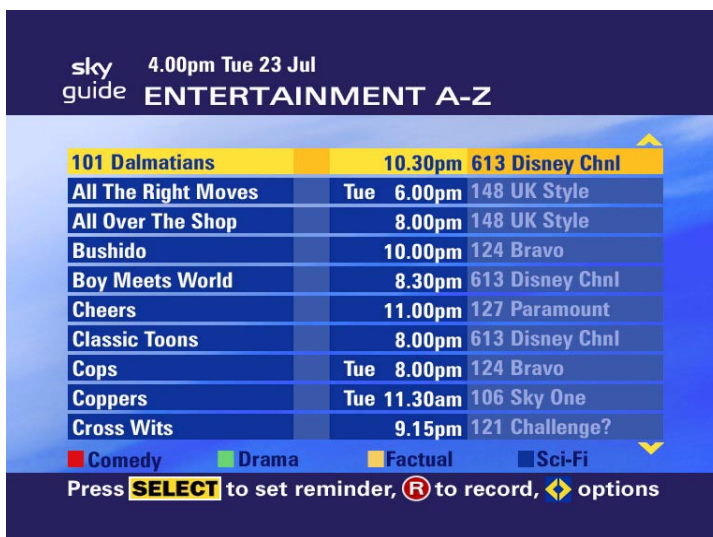 sky 4.00pm Tue 23 Jul
guide ENTERTAINMENT A-Z
101 Dalmatians 10.30pm 613 Disney Chnl
All The Right Moves Tue 6.00pm 148 UK Style
All Over The Shop 8.00pm 148 UK Style
Bushido 10.00pm 124 Bravo
Boy Meets World 8.30pm 613 Disney Chnl
Cheers 11.00pm 127 Paramount
Classic Toons 8.00pm 613 Disney Chnl
Cops Tue 8.00pm 124 Bravo
Coppers Tue 11.30am 106 Sky One
Cross Wits 9.15pm 121 Challenge?
Comedy Drama Factual Sci-Fi
Press SELECT to set reminder, R to record, options